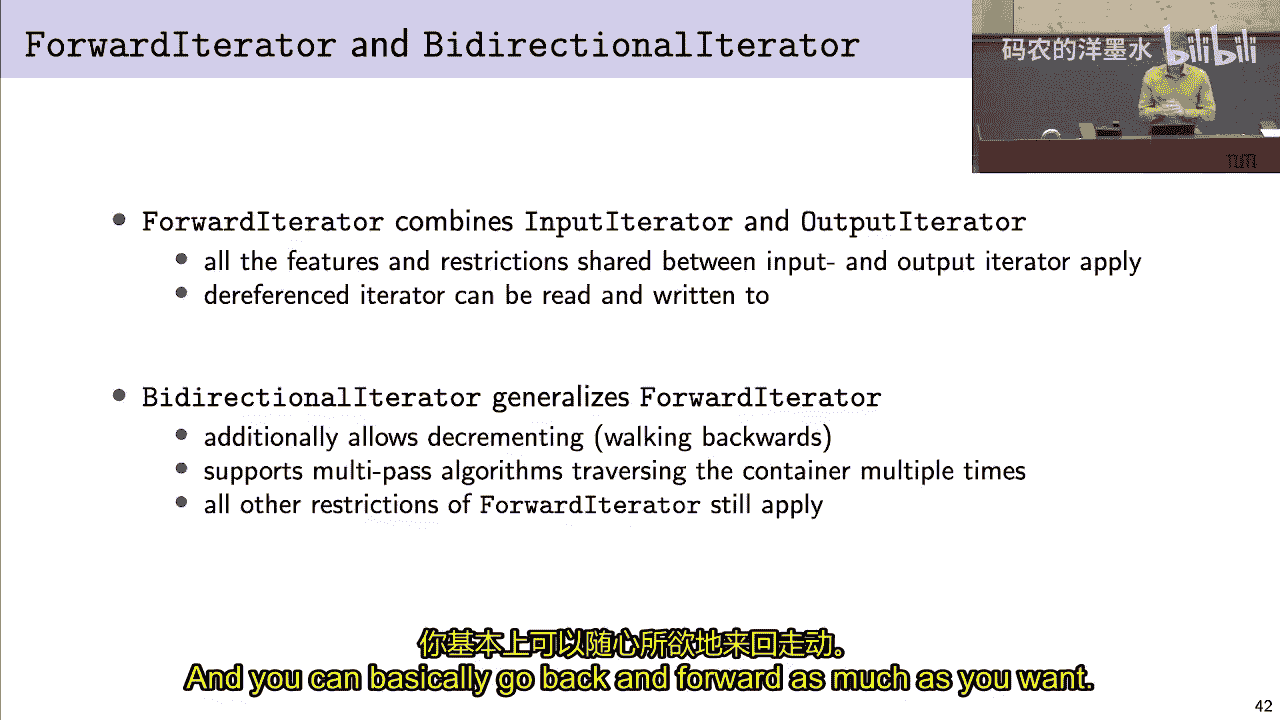 ForwardIterator and BidirectionalIterator
码农的洋墨水 bilibili
TUM
• ForwardIterator combines InputIterator and OutputIterator
• all the features and restrictions shared between input- and output iterator apply
• dereferenced iterator can be read and written to
• BidirectionalIterator generalizes ForwardIterator
• additionally allows decrementing (walking backwards)
• supports multi-pass algorithms traversing the container multiple times
• all other restrictions of ForwardIterator still apply
你基本上可以随心所欲地来回走动。
And you can basically go back and forward as much as you want.
42